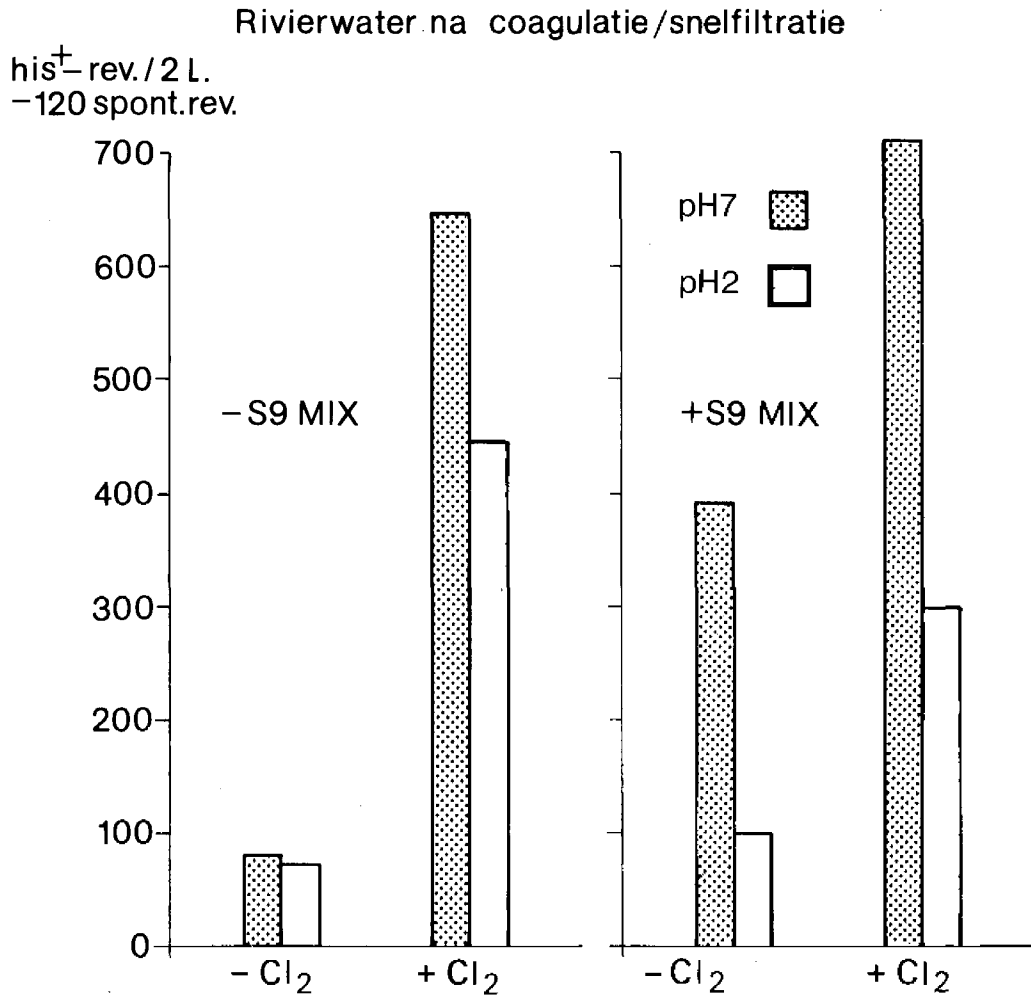 Rivierwater na coagulatie/snelfiltratie
his⁺– rev./2 L.
–120 spont.rev.
700
600
500
400
300
200
100
0
– S9 MIX
– Cl₂
+ Cl₂
pH7
pH2
+S9 MIX
– Cl₂
+ Cl₂